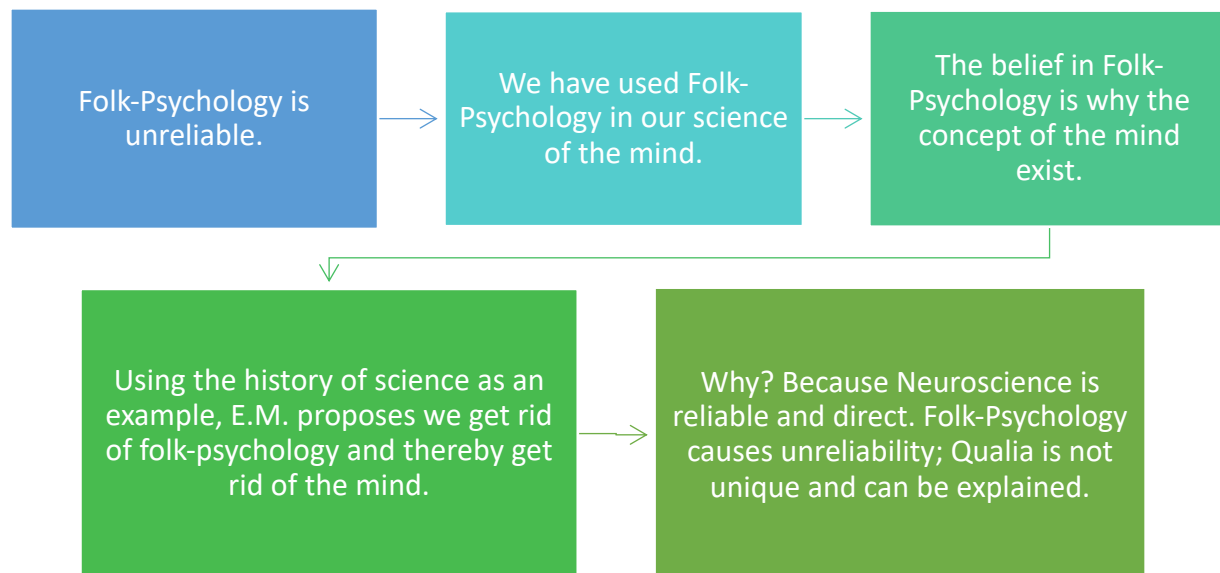 Folk-Psychology is
unreliable.
We have used Folk-
Psychology in our science
of the mind.
The belief in Folk-
Psychology is why the
concept of the mind
exist.
Using the history of science as an
example, E.M. proposes we get rid
of folk-psychology and thereby get
rid of the mind.
Why? Because Neuroscience is
reliable and direct. Folk-Psychology
causes unreliability; Qualia is not
unique and can be explained.